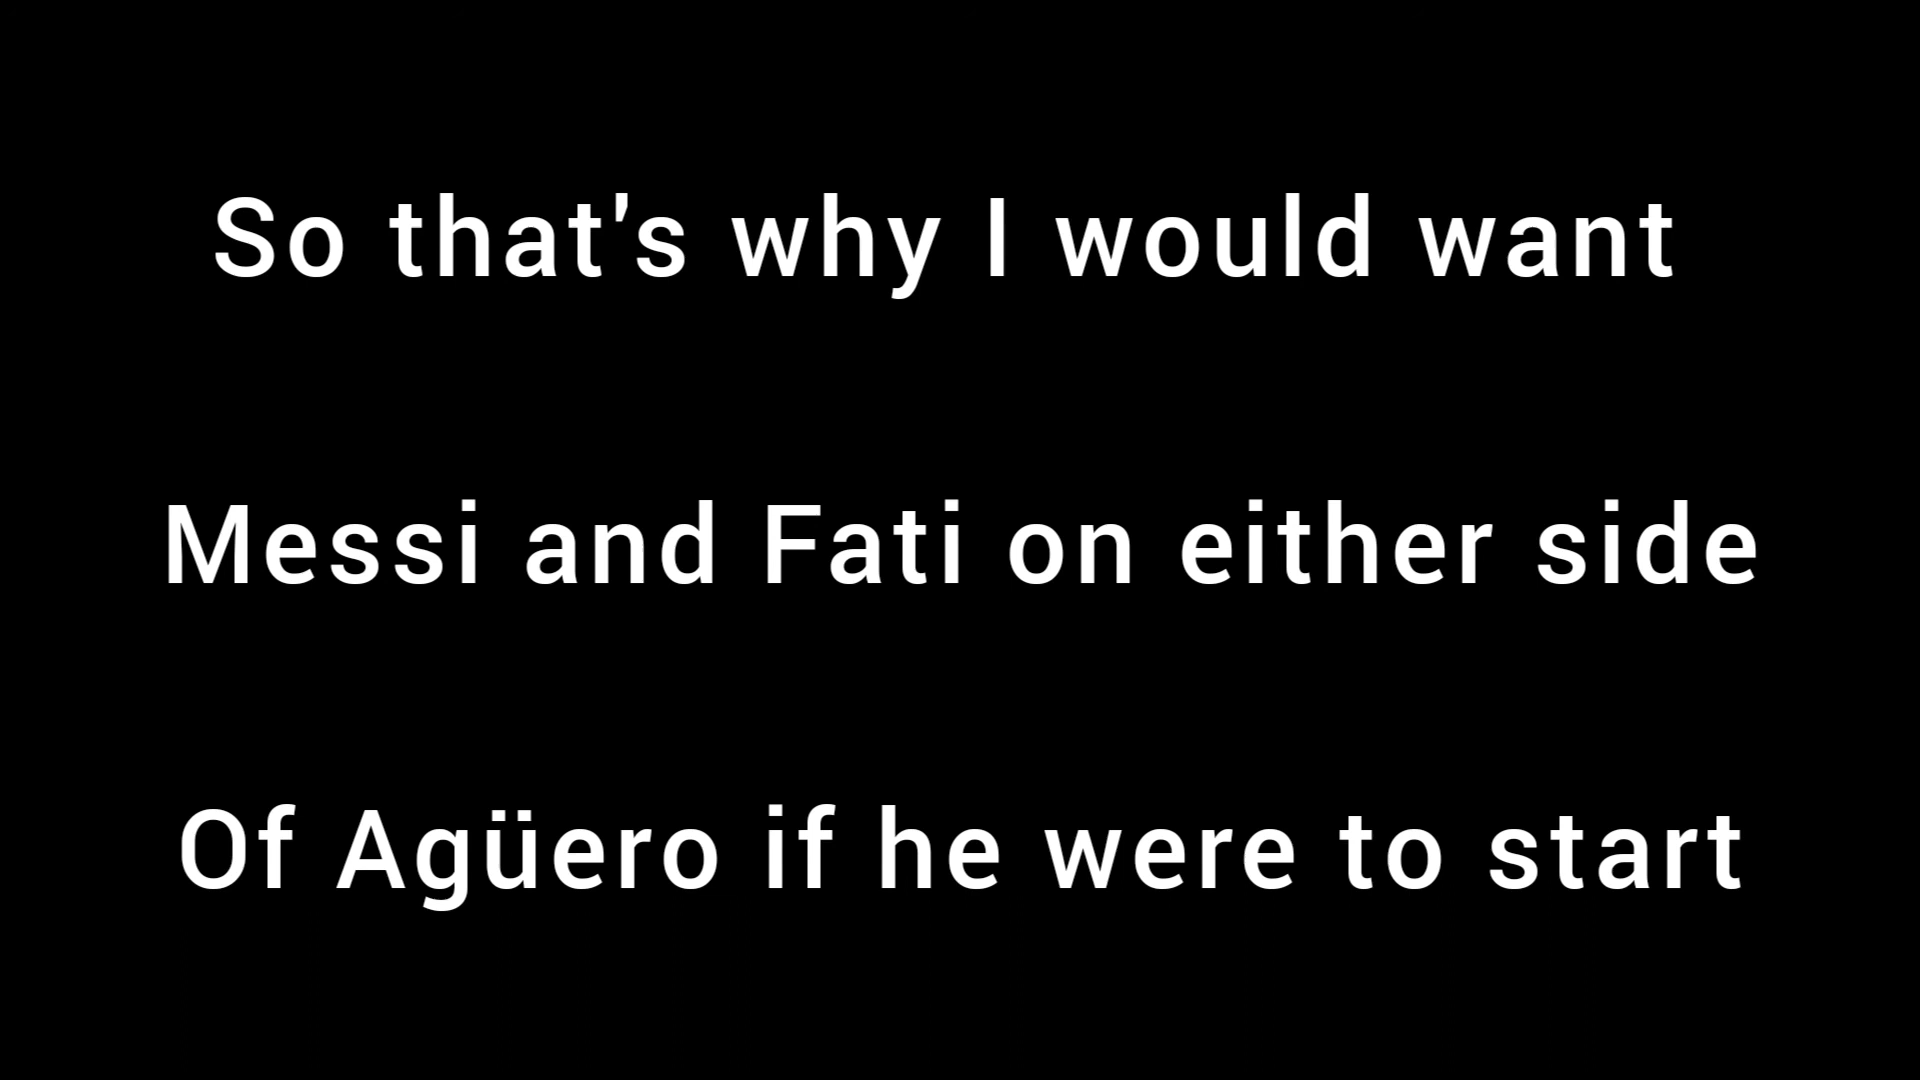 So that's why I would want
Messi and Fati on either side
Of Agüero if he were to start